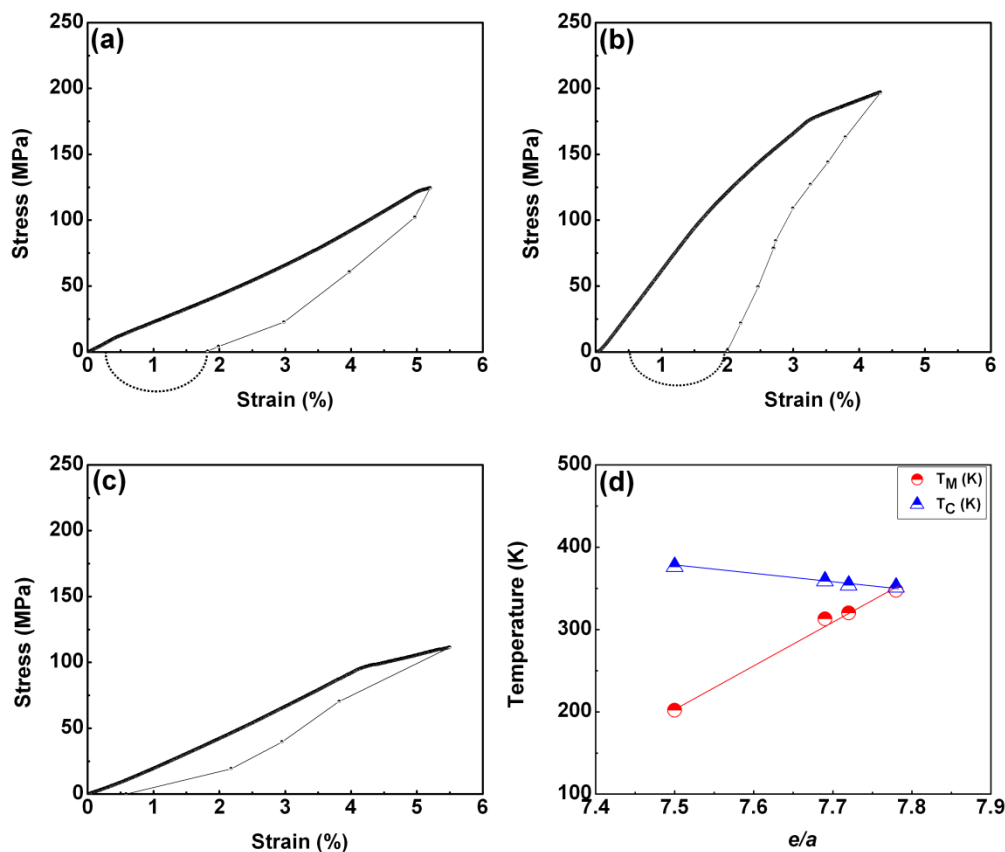 (a)
250
200
150
100
50
0
Stress (MPa)
0 1 2 3 4 5 6
Strain (%)
(b)
250
200
150
100
50
0
Stress (MPa)
0 1 2 3 4 5 6
Strain (%)
(c)
250
200
150
100
50
0
Stress (MPa)
0 1 2 3 4 5 6
Strain (%)
(d)
T_M (K)
T_C (K)
500
400
300
200
100
Temperature (K)
7.4 7.5 7.6 7.7 7.8 7.9
e/a